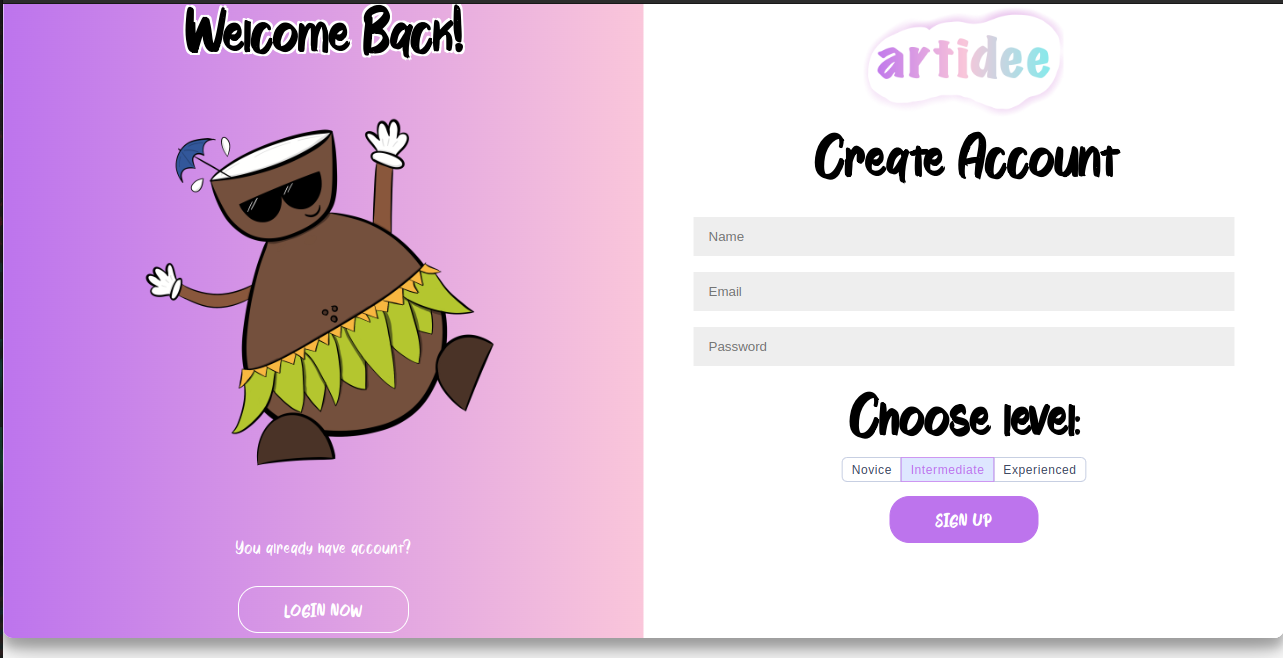 Welcome Back!
You already have account?
LOGIN NOW
artidee
Create Account
Name
Email
Password
Choose level:
Novice Intermediate Experienced
SIGN UP